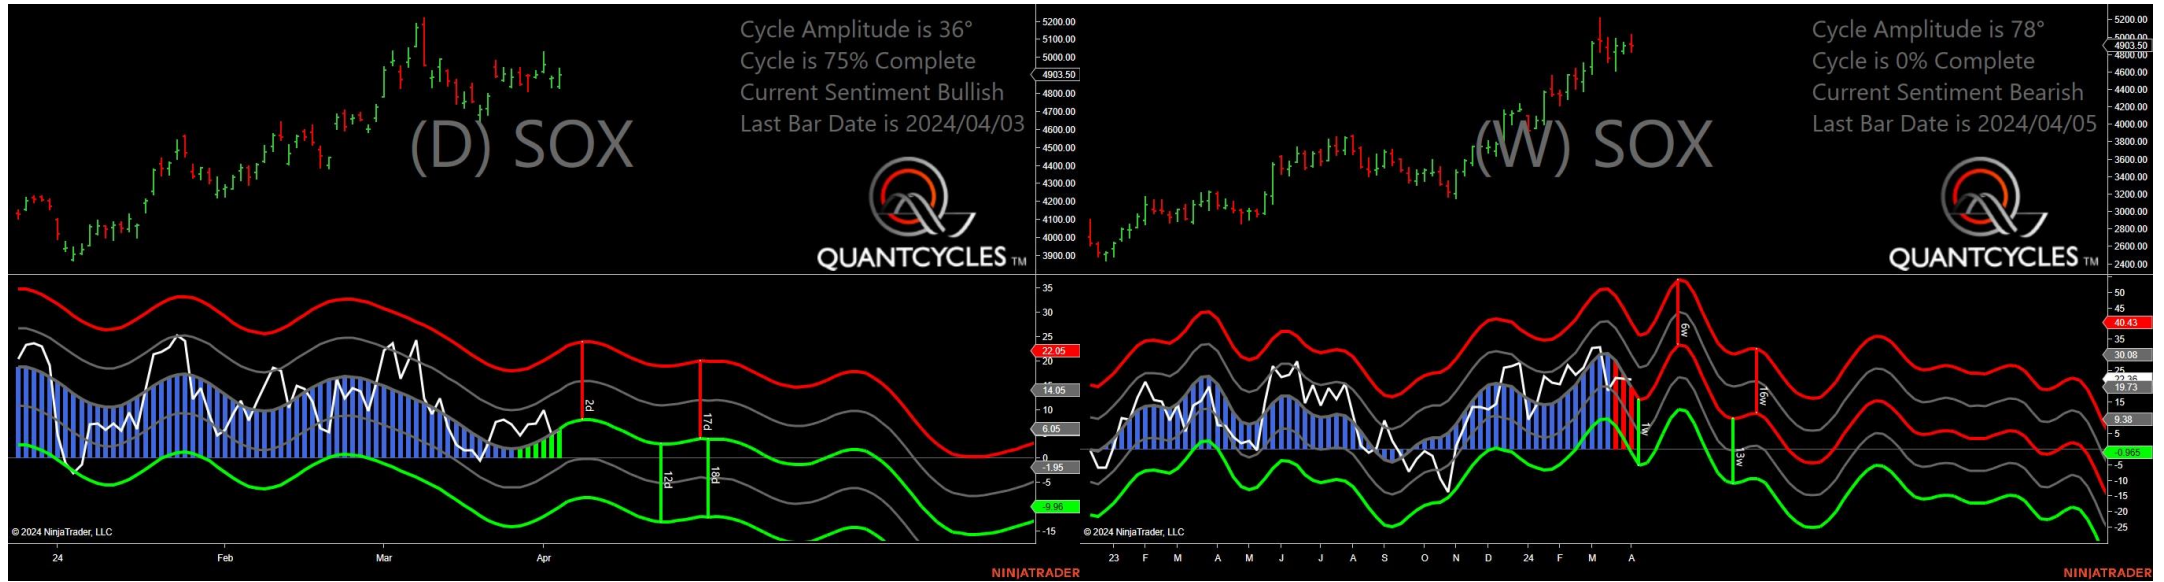 Cycle Amplitude is 36°
Cycle is 75% Complete
Current Sentiment Bullish
Last Bar Date is 2024/04/03
(D) SOX
QUANTCYCLES TM
5200.00
5100.00
5000.00
4903.50
4800.00
4700.00
4600.00
4500.00
4400.00
4300.00
4200.00
4100.00
4000.00
3900.00
35
30
25
22.05
20
14.05
10
6.05
0
-1.95
-5
-9.96
-15
2d
17d
12d
18d
© 2024 NinjaTrader, LLC
24 Feb Mar Apr
NINJATRADER
Cycle Amplitude is 78°
Cycle is 0% Complete
Current Sentiment Bearish
Last Bar Date is 2024/04/05
(W) SOX
QUANTCYCLES TM
5200.00
5000.00
4903.50
4800.00
4600.00
4400.00
4200.00
4000.00
3800.00
3600.00
3400.00
3200.00
3000.00
2800.00
2600.00
2400.00
50
45
40.43
35
30.08
25
22.36
19.73
15
9.38
5
-0.965
-5
-10
-15
-20
-25
6w
16w
1w
13w
© 2024 NinjaTrader, LLC
23 F M A J J A S O N D 24 F M A
NINJATRADER